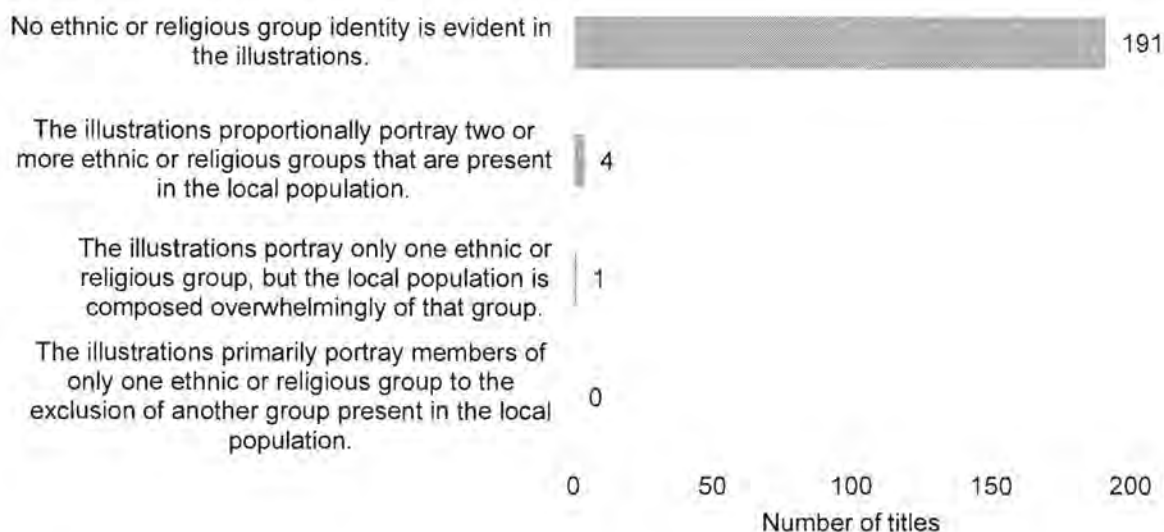 No ethnic or religious group identity is evident in
the illustrations.
191
The illustrations proportionally portray two or
more ethnic or religious groups that are present
in the local population.
4
The illustrations portray only one ethnic or
religious group, but the local population is
composed overwhelmingly of that group.
1
The illustrations primarily portray members of
only one ethnic or religious group to the
exclusion of another group present in the local
population.
0
0 50 100 150 200
Number of titles